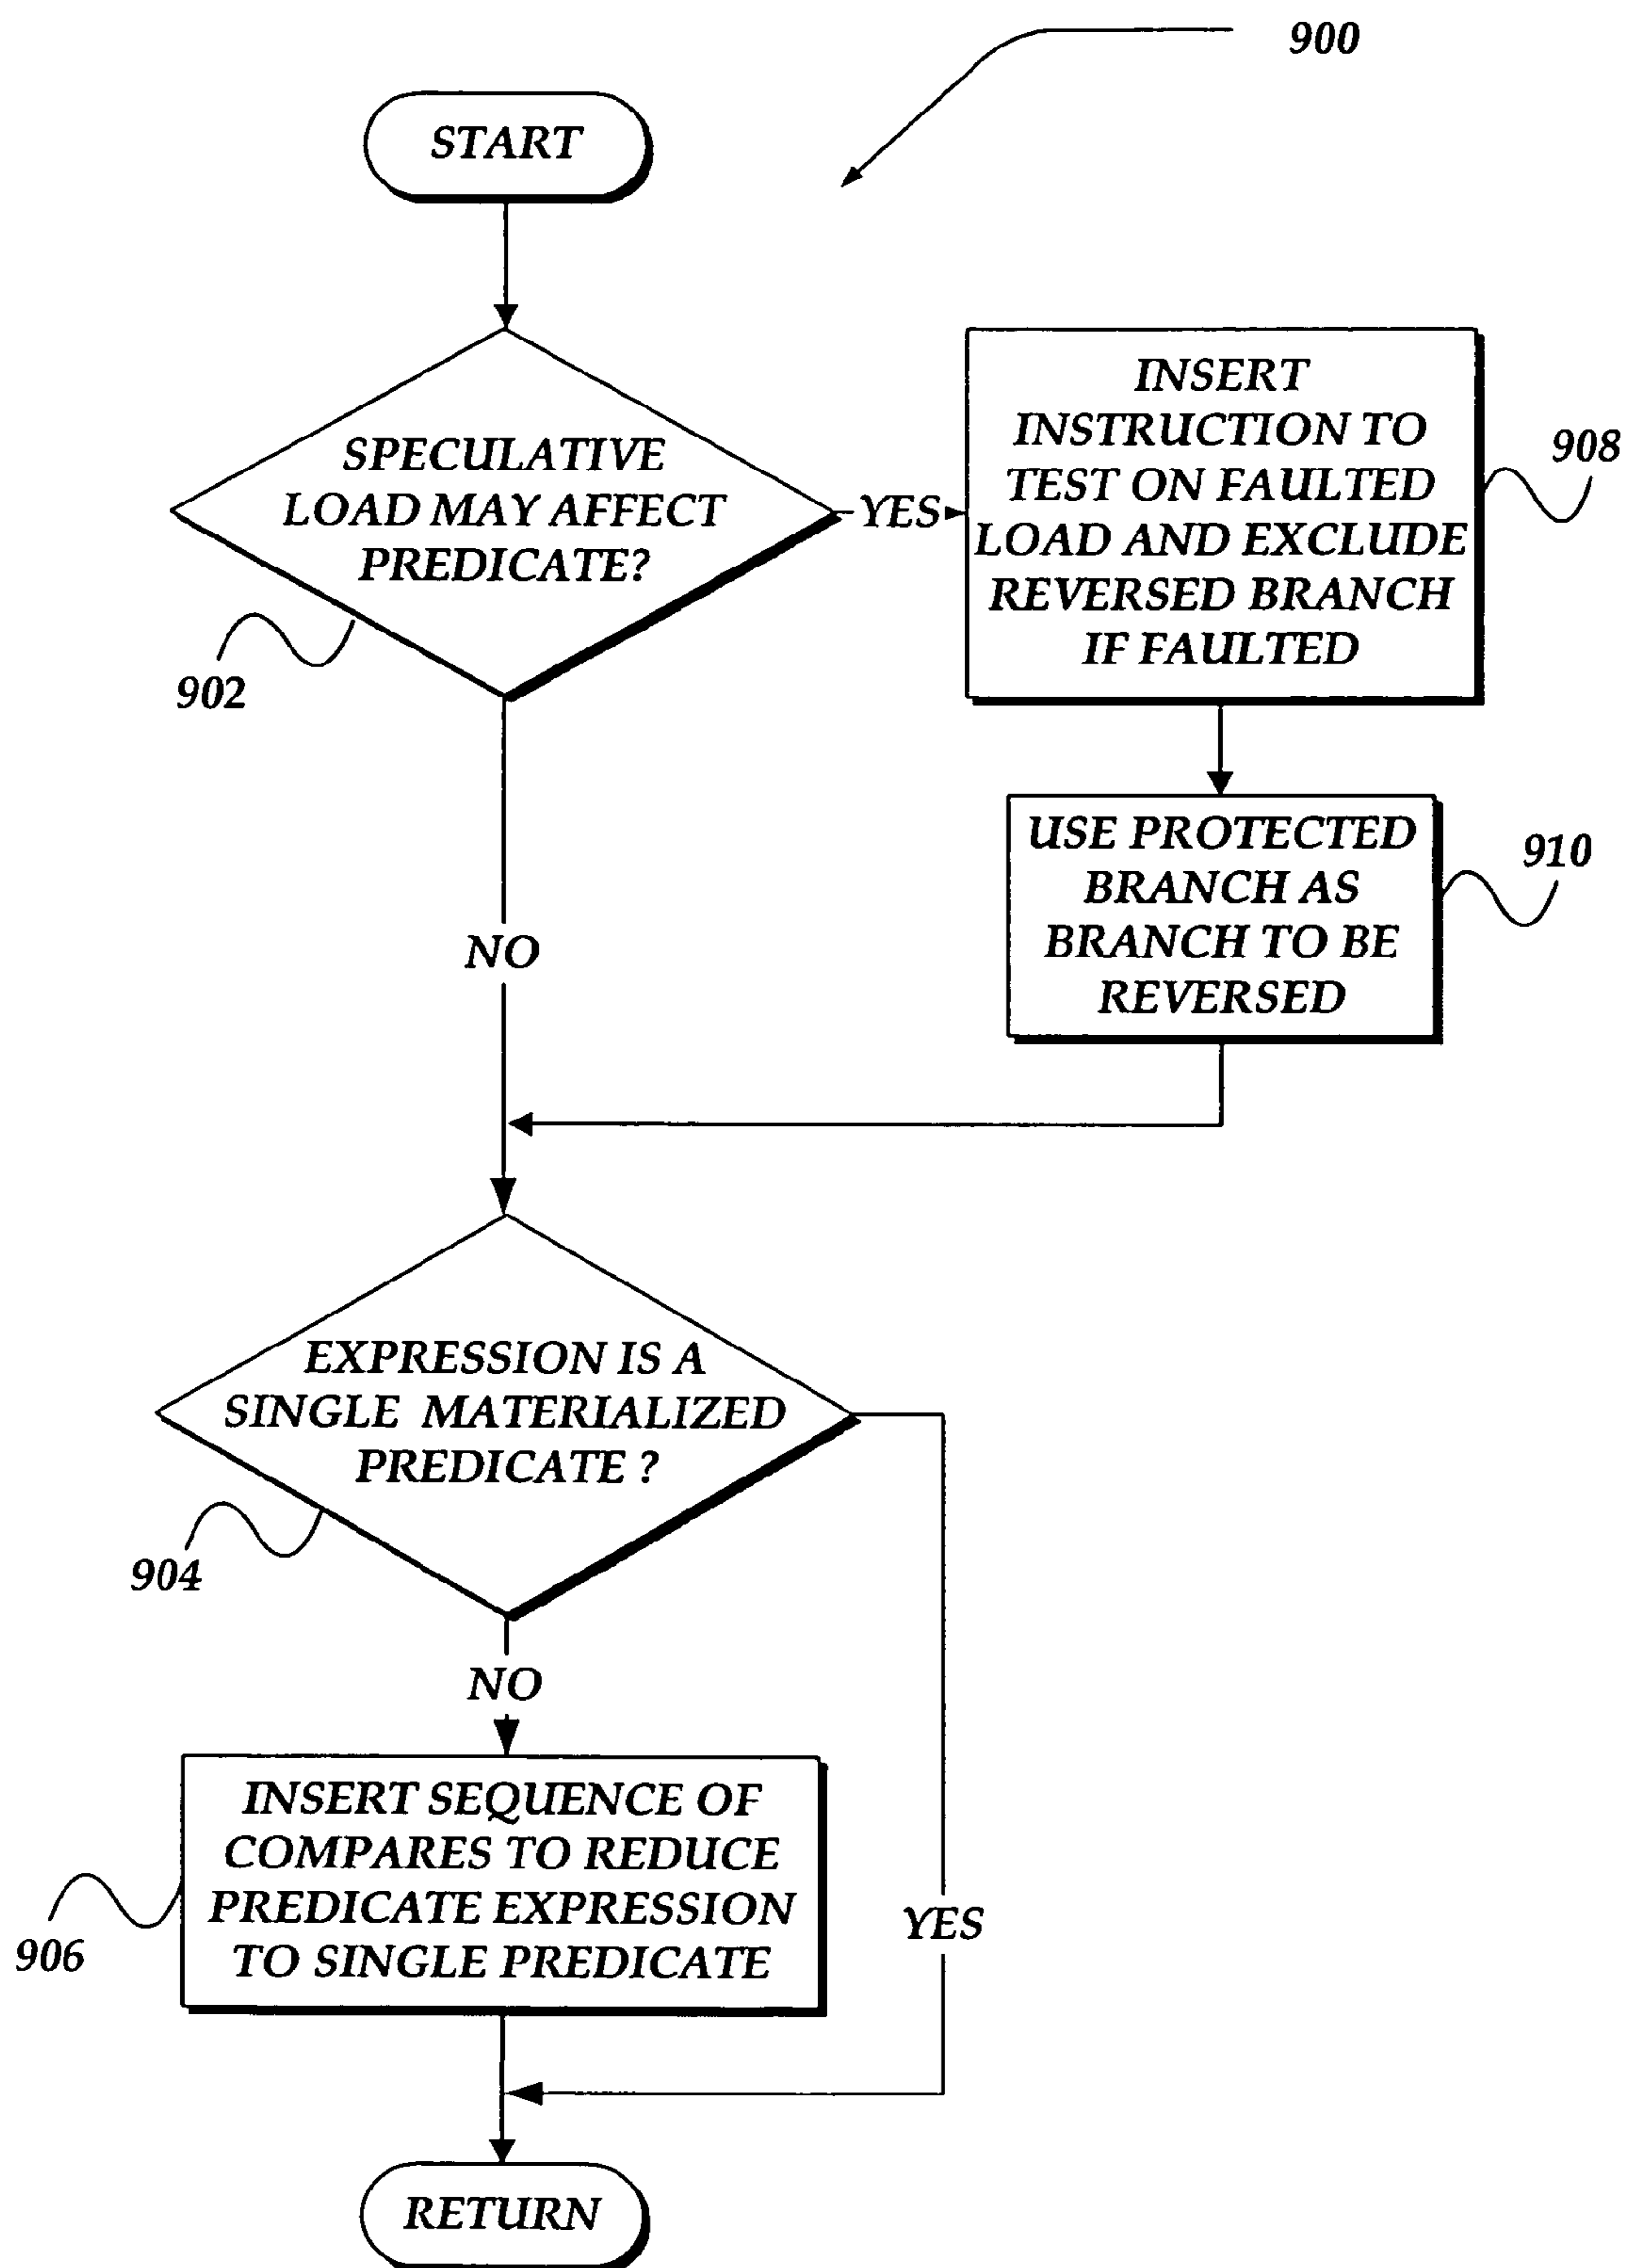 900
START
SPECULATIVE
LOAD MAY AFFECT
PREDICATE?
902
YES
INSERT
INSTRUCTION TO
TEST ON FAULTED
LOAD AND EXCLUDE
REVERSED BRANCH
IF FAULTED
908
USE PROTECTED
BRANCH AS
BRANCH TO BE
REVERSED
910
NO
EXPRESSION IS A
SINGLE MATERIALIZED
PREDICATE ?
904
NO
INSERT SEQUENCE OF
COMPARES TO REDUCE
PREDICATE EXPRESSION
TO SINGLE PREDICATE
906
YES
RETURN